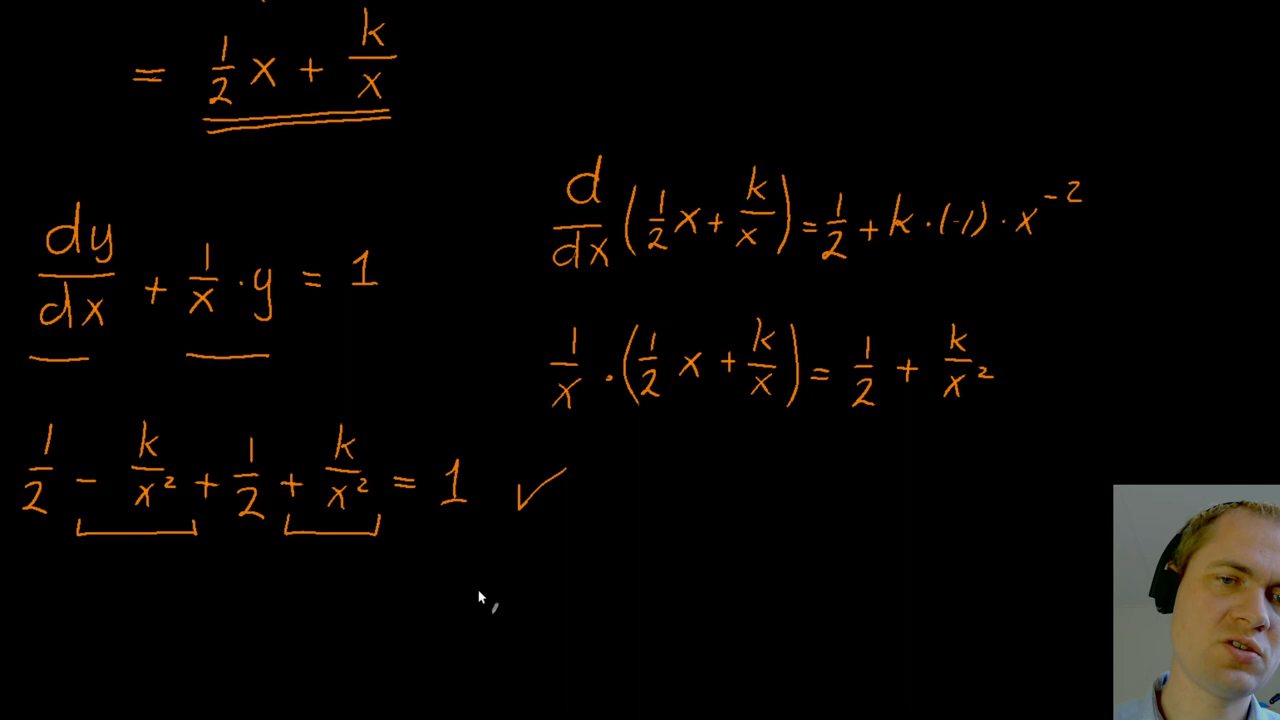 = 1/2 x + k/x
dy/dx + 1/x · y = 1
1/2 - k/x² + 1/2 + k/x² = 1 ✓
d/dx (1/2 x + k/x) = 1/2 + k · (-1) · x⁻²
1/x · (1/2 x + k/x) = 1/2 + k/x²